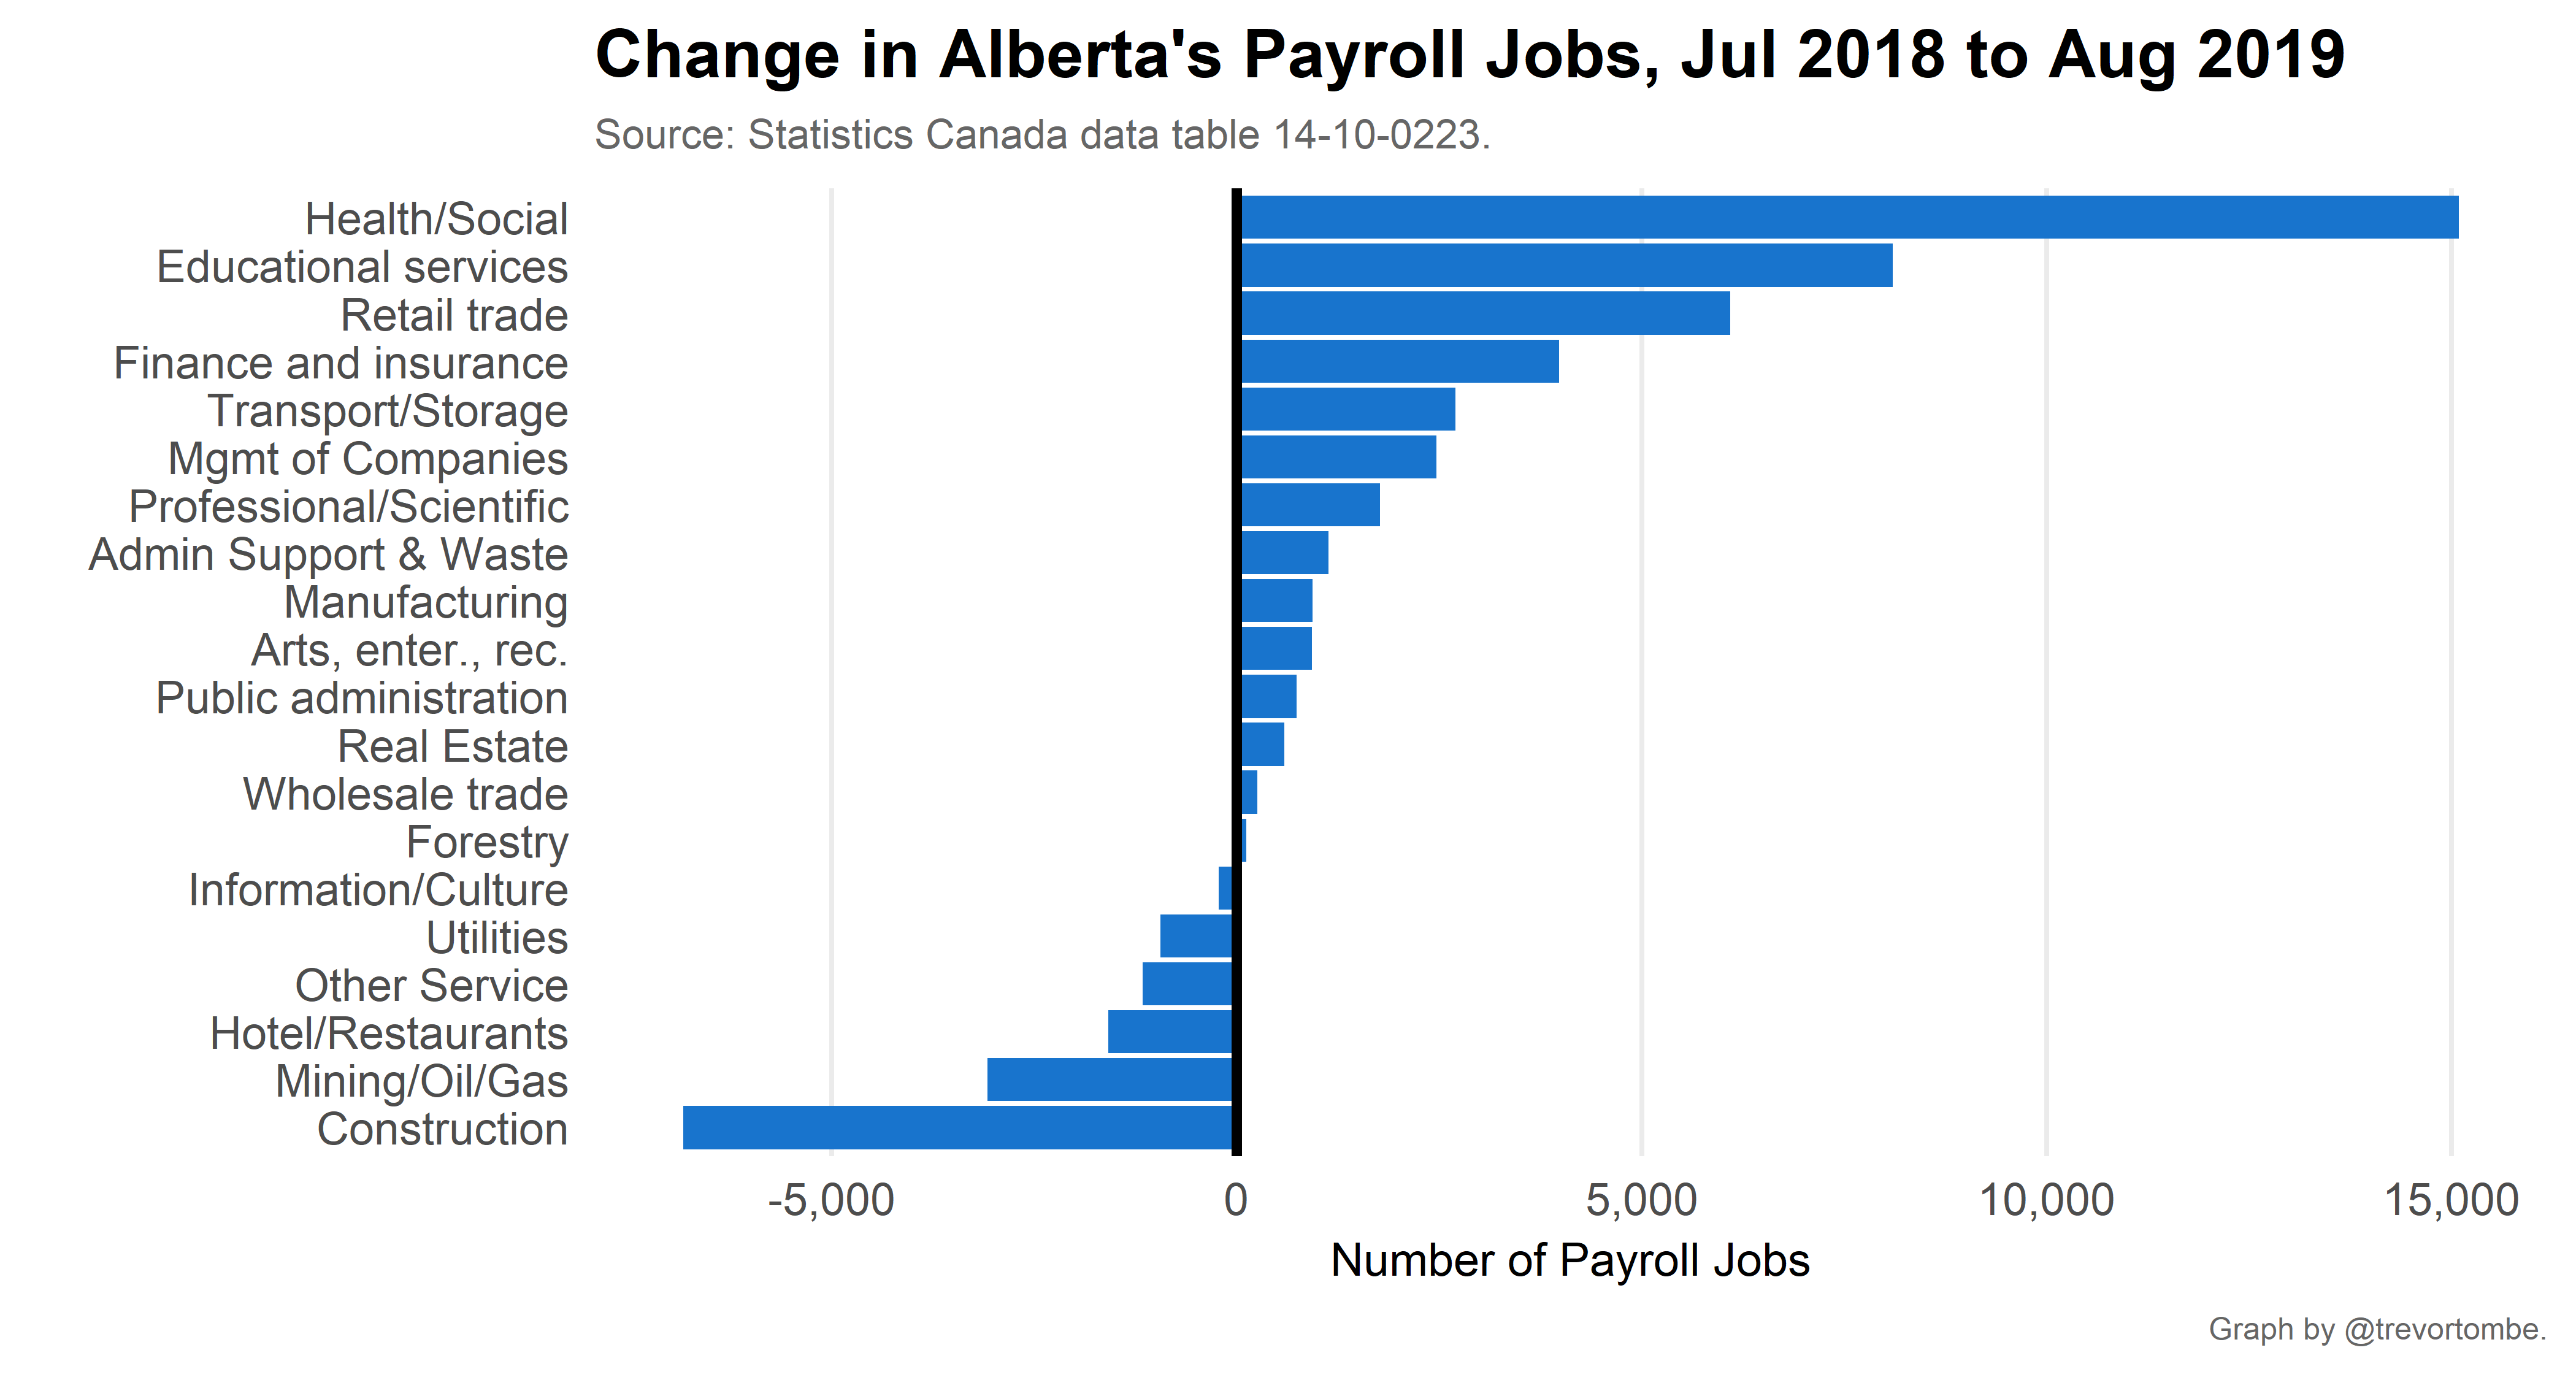 Change in Alberta's Payroll Jobs, Jul 2018 to Aug 2019
Source: Statistics Canada data table 14-10-0223.
Health/Social
Educational services
Retail trade
Finance and insurance
Transport/Storage
Mgmt of Companies
Professional/Scientific
Admin Support & Waste
Manufacturing
Arts, enter., rec.
Public administration
Real Estate
Wholesale trade
Forestry
Information/Culture
Utilities
Other Service
Hotel/Restaurants
Mining/Oil/Gas
Construction
-5,000 0 5,000 10,000 15,000
Number of Payroll Jobs
Graph by @trevortombe.